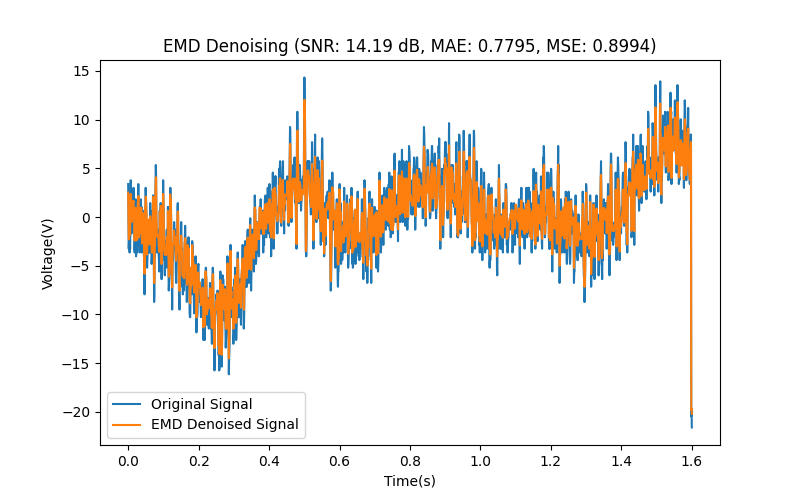 EMD Denoising (SNR: 14.19 dB, MAE: 0.7795, MSE: 0.8994)
15
10
5
0
−5
−10
−15
−20
Voltage(V)
Original Signal
EMD Denoised Signal
0.0 0.2 0.4 0.6 0.8 1.0 1.2 1.4 1.6
Time(s)